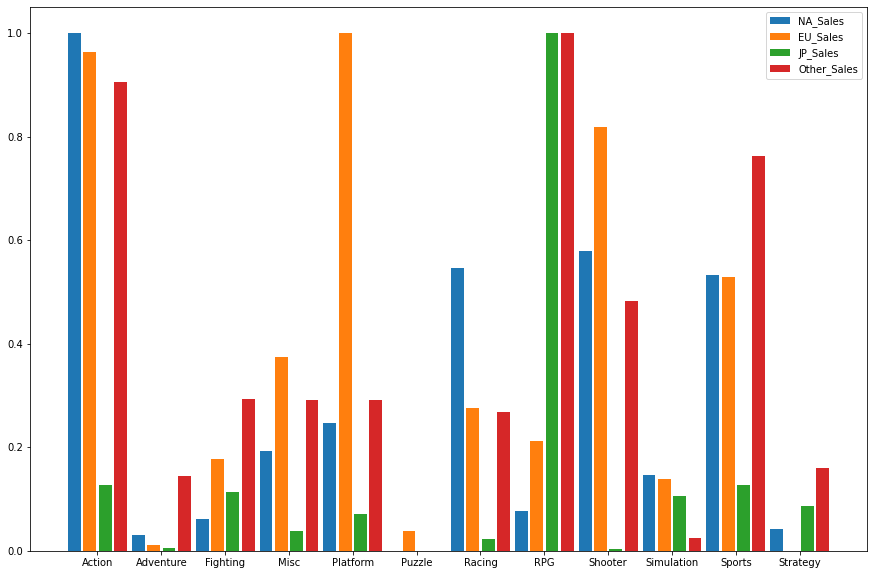 NA_Sales
EU_Sales
JP_Sales
Other_Sales
1.0
0.8
0.6
0.4
0.2
0.0
Action Adventure Fighting Misc Platform Puzzle Racing RPG Shooter Simulation Sports Strategy